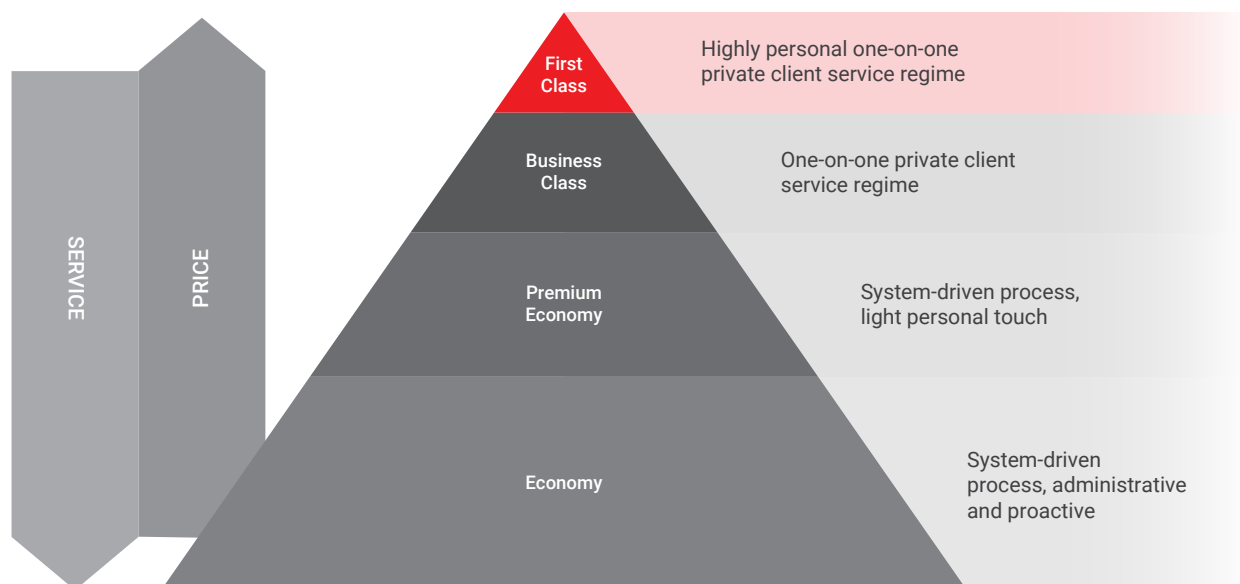 SERVICE
PRICE
First
Class
Highly personal one-on-one
private client service regime
Business
Class
One-on-one private client
service regime
Premium
Economy
System-driven process,
light personal touch
Economy
System-driven
process, administrative
and proactive